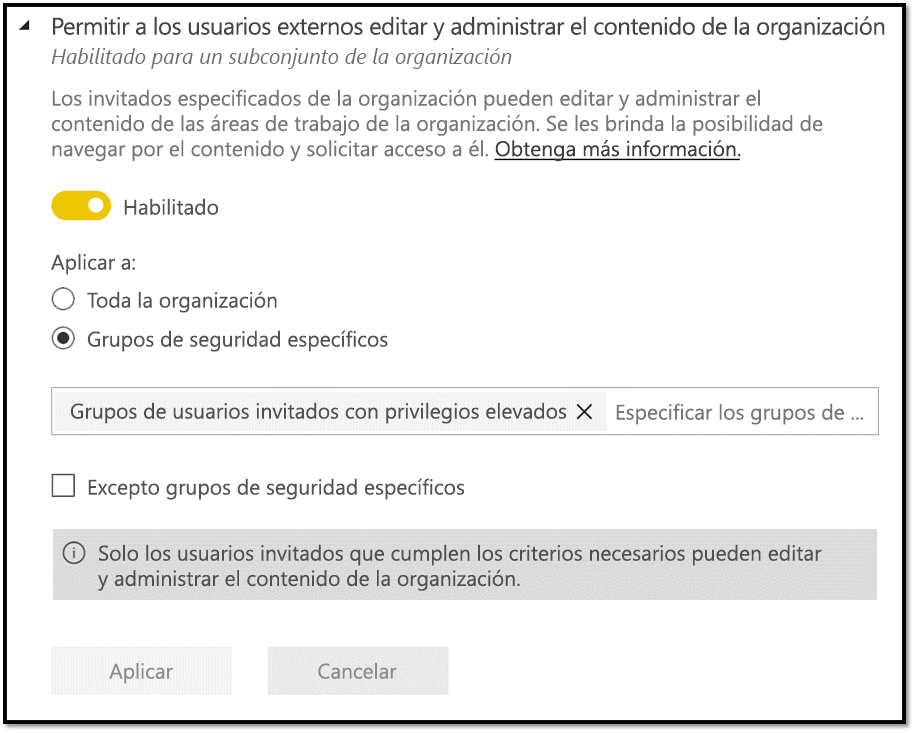 Permitir a los usuarios externos editar y administrar el contenido de la organización
Habilitado para un subconjunto de la organización
Los invitados especificados de la organización pueden editar y administrar el
contenido de las áreas de trabajo de la organización. Se les brinda la posibilidad de
navegar por el contenido y solicitar acceso a él. Obtenga más información.
Habilitado
Aplicar a:
Toda la organización
Grupos de seguridad específicos
Grupos de usuarios invitados con privilegios elevados Especificar los grupos de ...
Excepto grupos de seguridad específicos
Solo los usuarios invitados que cumplen los criterios necesarios pueden editar
y administrar el contenido de la organización.
Aplicar Cancelar